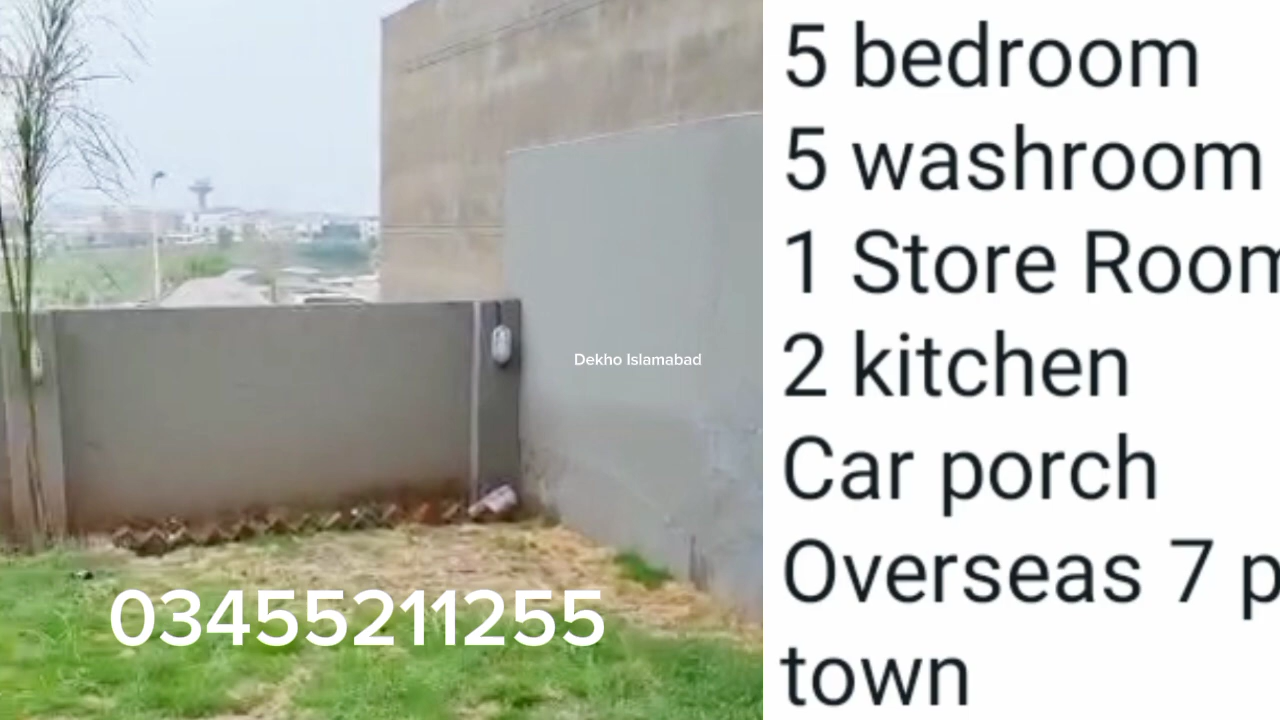 Dekho Islamabad
03455211255
5 bedroom
5 washroom
1 Store Room
2 kitchen
Car porch
Overseas 7 p
town